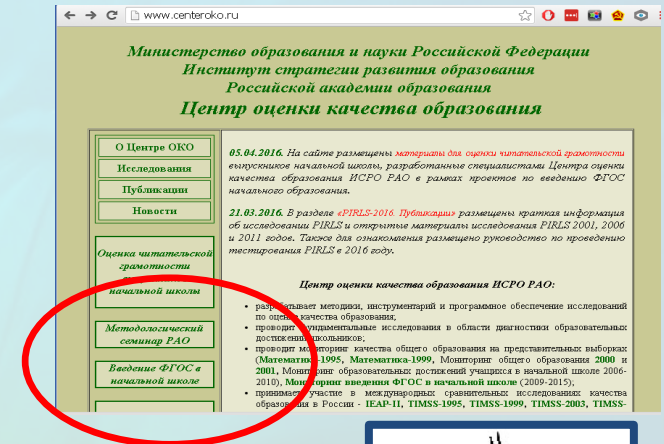 www.centeroko.ru
Министерство образования и науки Российской Федерации
Институт стратегии развития образования
Российской академии образования
Центр оценки качества образования
О Центре ОКО
Исследования
Публикации
Новости
Оценка читательской
грамотности
начальной школы
Методологический
семинар РАО
Введение ФГОС в
начальной школе
05.04.2016. На сайте размещены материалы для оценки читательской грамотности
выпускников начальной школы, разработанные специалистами Центра оценки
качества образования ИСРО РАО в рамках проектов по введению ФГОС
начального образования.
21.03.2016. В разделе «PIRLS-2016. Публикации» размещены краткая информация
об исследовании PIRLS и открытые материалы исследования PIRLS 2001, 2006
и 2011 годов. Также для ознакомления размещено руководство по проведению
тестирования PIRLS в 2016 году.
Центр оценки качества образования ИСРО РАО:
• разрабатывает методики, инструментарий и программное обеспечение исследований
по оценке качества образования;
• проводит фундаментальные исследования в области диагностики образовательных
достижений школьников;
• проводит мониторинг качества общего образования на представительных выборках
(Математика-1995, Математика-1999, Мониторинг общего образования 2000 и
2001, Мониторинг образовательных достижений учащихся в начальной школе 2006-
2010), Мониторинг введения ФГОС в начальной школе (2009-2015);
• принимает участие в международных сравнительных исследованиях качества
образования в России - IEAP-II, TIMSS-1995, TIMSS-1999, TIMSS-2003, TIMSS-